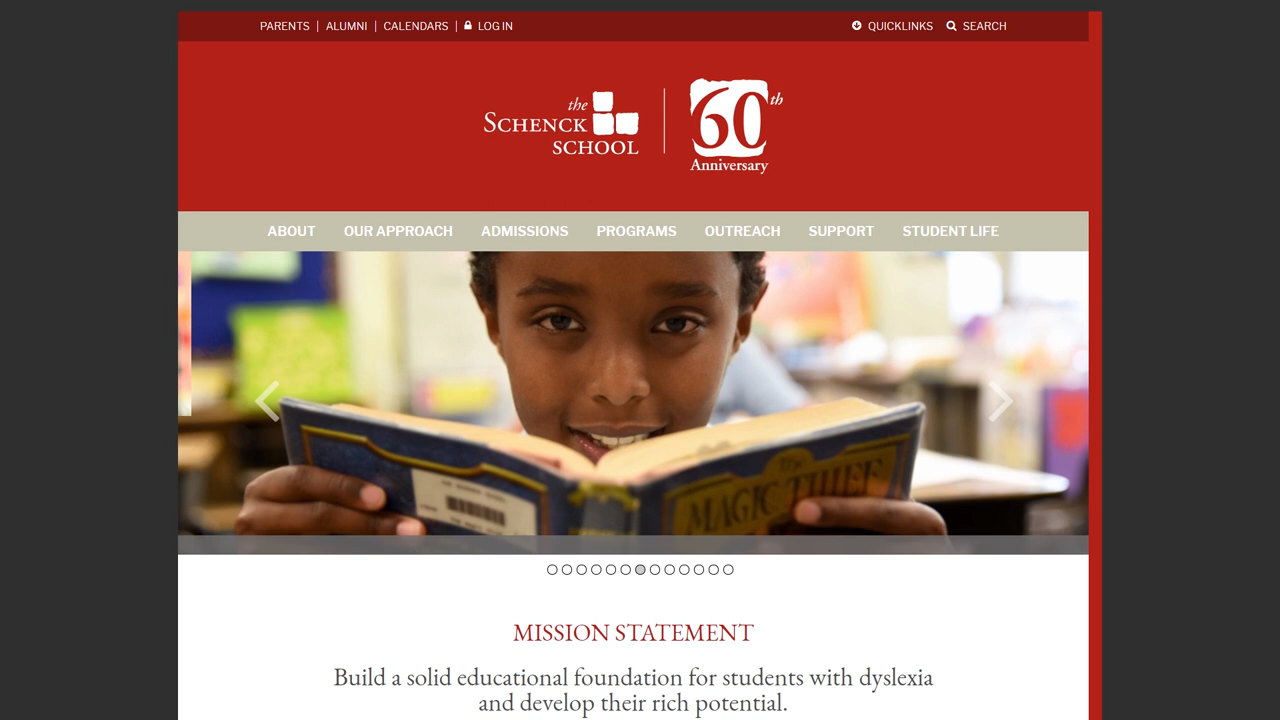 PARENTS | ALUMNI | CALENDARS | LOG IN
QUICKLINKS SEARCH
the
SCHENCK
SCHOOL
60th
Anniversary
ABOUT OUR APPROACH ADMISSIONS PROGRAMS OUTREACH SUPPORT STUDENT LIFE
The
MAGIC THIEF
MISSION STATEMENT
Build a solid educational foundation for students with dyslexia
and develop their rich potential.